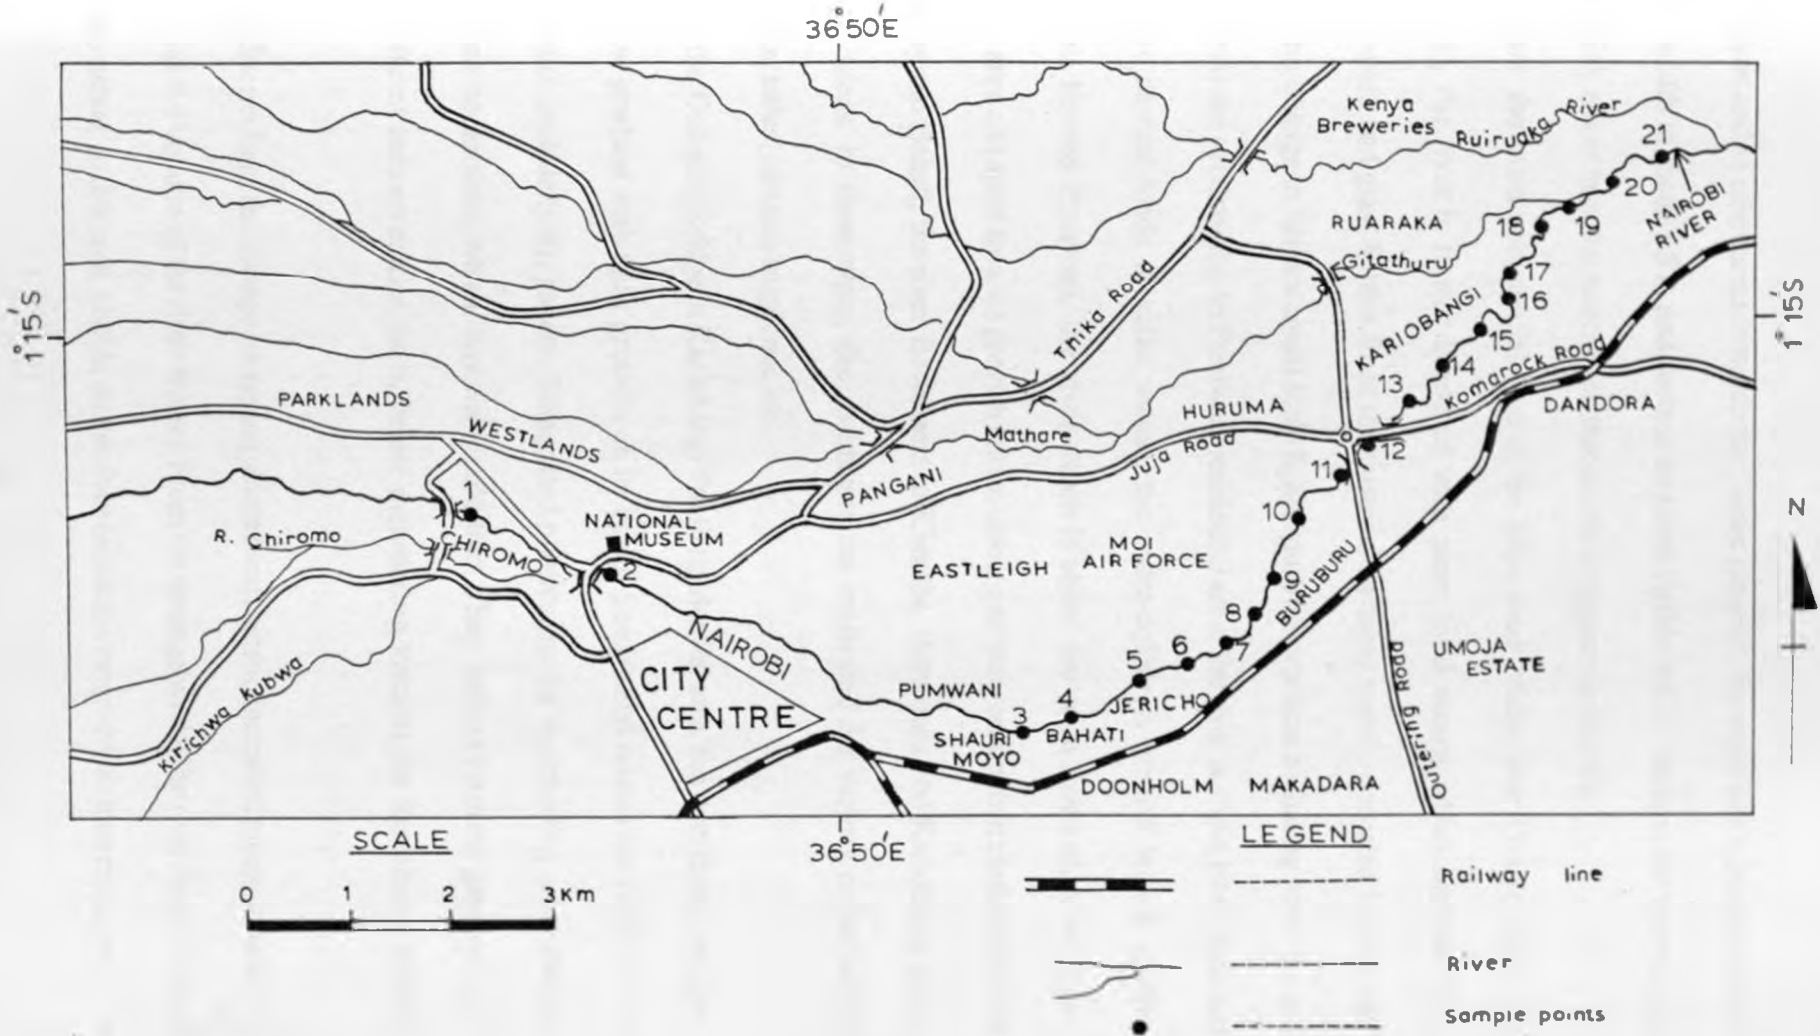 36°50'E
Kenya
Breweries
Ruiruaka River
21
20
NAIROBI
RIVER
RUARAKA
18
19
Gitathuru
17
16
1°15'S
1°15'S
KARIOBANGI
15
Thika Road
14
Komarock Road
13
PARKLANDS
HURUMA
DANDORA
WESTLANDS
Mathare
Juja Road
12
11
PANGANI
1
10
NATIONAL
MUSEUM
R. Chiromo
CHIROMO
MOI
AIR FORCE
EASTLEIGH
N
2
9
BURUBURU
8
NAIROBI
7
6
UMOJA
ESTATE
5
Kirichwa Kubwa
CITY
CENTRE
PUMWANI
4
JERICHO
3
SHAURI
MOYO
BAHATI
Outering Road
DOONHOLM
MAKADARA
SCALE
36°50'E
LEGEND
0 1 2 3Km
Railway line
River
Sample points